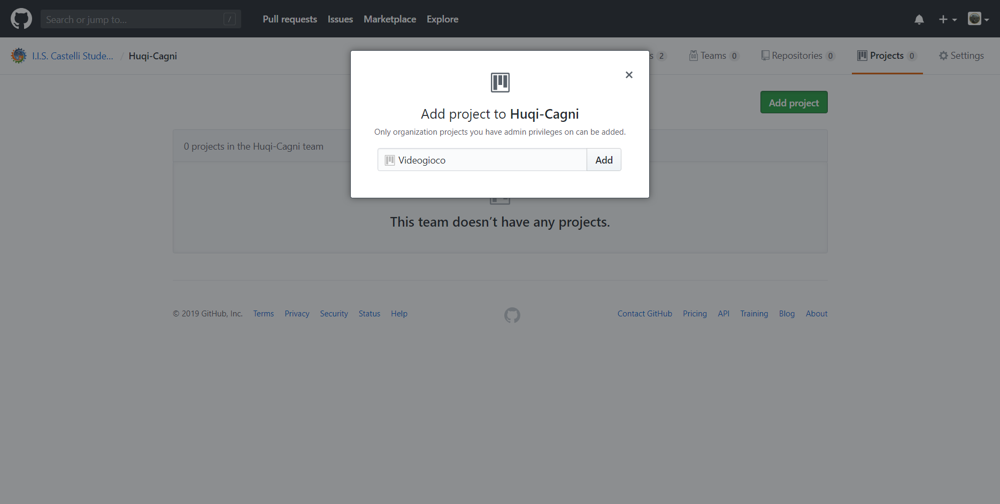 Search or jump to...
/
Pull requests Issues Marketplace Explore
I.I.S. Castelli Stude... / Huqi-Cagni
s 2 Teams 0 Repositories 0 Projects 0 Settings
Add project
Add project to Huqi-Cagni
Only organization projects you have admin privileges on can be added.
Videogioco Add
0 projects in the Huqi-Cagni team
This team doesn’t have any projects.
© 2019 GitHub, Inc. Terms Privacy Security Status Help Contact GitHub Pricing API Training Blog About